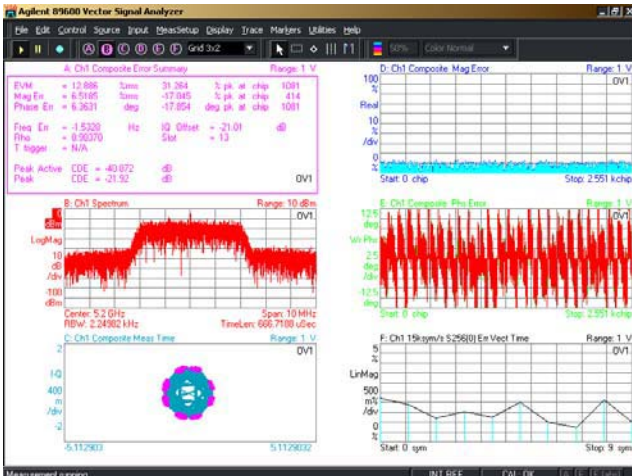 Agilent 89600 Vector Signal Analyzer
File Edit Control Source Input MeasSetup Display Trace Markers Utilities Help
A B C D E F Grid 3x2 50% Color Normal
A: Ch1 Composite Error Summary Range: 1 V
EVM = 12.886 %rms 31.264 % pk at chip 1081
Mag Err = 6.5185 %rms -17.045 % pk at chip 414
Phase Err = 6.3631 deg -17.854 deg pk at chip 1081
Freq Err = -1.5328 Hz IQ Offset = -21.01 dB
Rho = 0.98370 Slot = 13
T trigger = N/A
Peak Active CDE = -40.872 dB
Peak CDE = -21.92 dB
OV1
D: Ch1 Composite Mag Error Range: 1 V
100
%
OV1
Real
10
%
/div
0
%
Start: 0 chip Stop: 2.551 kchip
B: Ch1 Spectrum Range: 10 dBm
0
dBm
OV1
LogMag
10
dB
/div
-100
dBm
Center: 5.2 GHz Span: 10 MHz
RBW: 2.24982 kHz TimeLen: 666.7188 uSec
E: Ch1 Composite Phs Error Range: 1 V
12.5
deg
OV1
Wr Phs
2.5
deg
/div
-12.5
deg
Start: 0 chip Stop: 2.551 kchip
C: Ch1 Composite Meas Time Range: 1 V
2
OV1
I-Q
400
m
/div
-2
-5.112903 5.1129032
F: Ch1 15ksym/s S256[0] Err Vect Time Range: 1 V
5
%
OV1
LinMag
500
m%
/div
0
%
Start: 0 sym Stop: 9 sym
Measurement running INT REF CAL OK